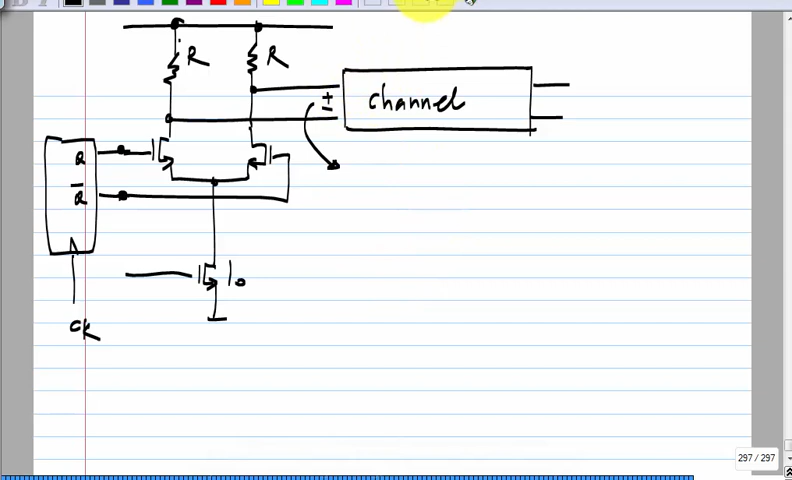 R
R
±
channel
Q
Q̅
I₀
CK
297 / 297